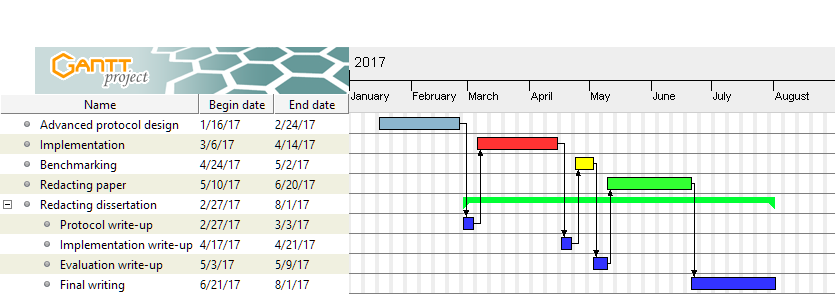 2017
GANTT
project
January February March April May June July August
Name Begin date End date
Advanced protocol design 1/16/17 2/24/17
Implementation 3/6/17 4/14/17
Benchmarking 4/24/17 5/2/17
Redacting paper 5/10/17 6/20/17
Redacting dissertation 2/27/17 8/1/17
Protocol write-up 2/27/17 3/3/17
Implementation write-up 4/17/17 4/21/17
Evaluation write-up 5/3/17 5/9/17
Final writing 6/21/17 8/1/17